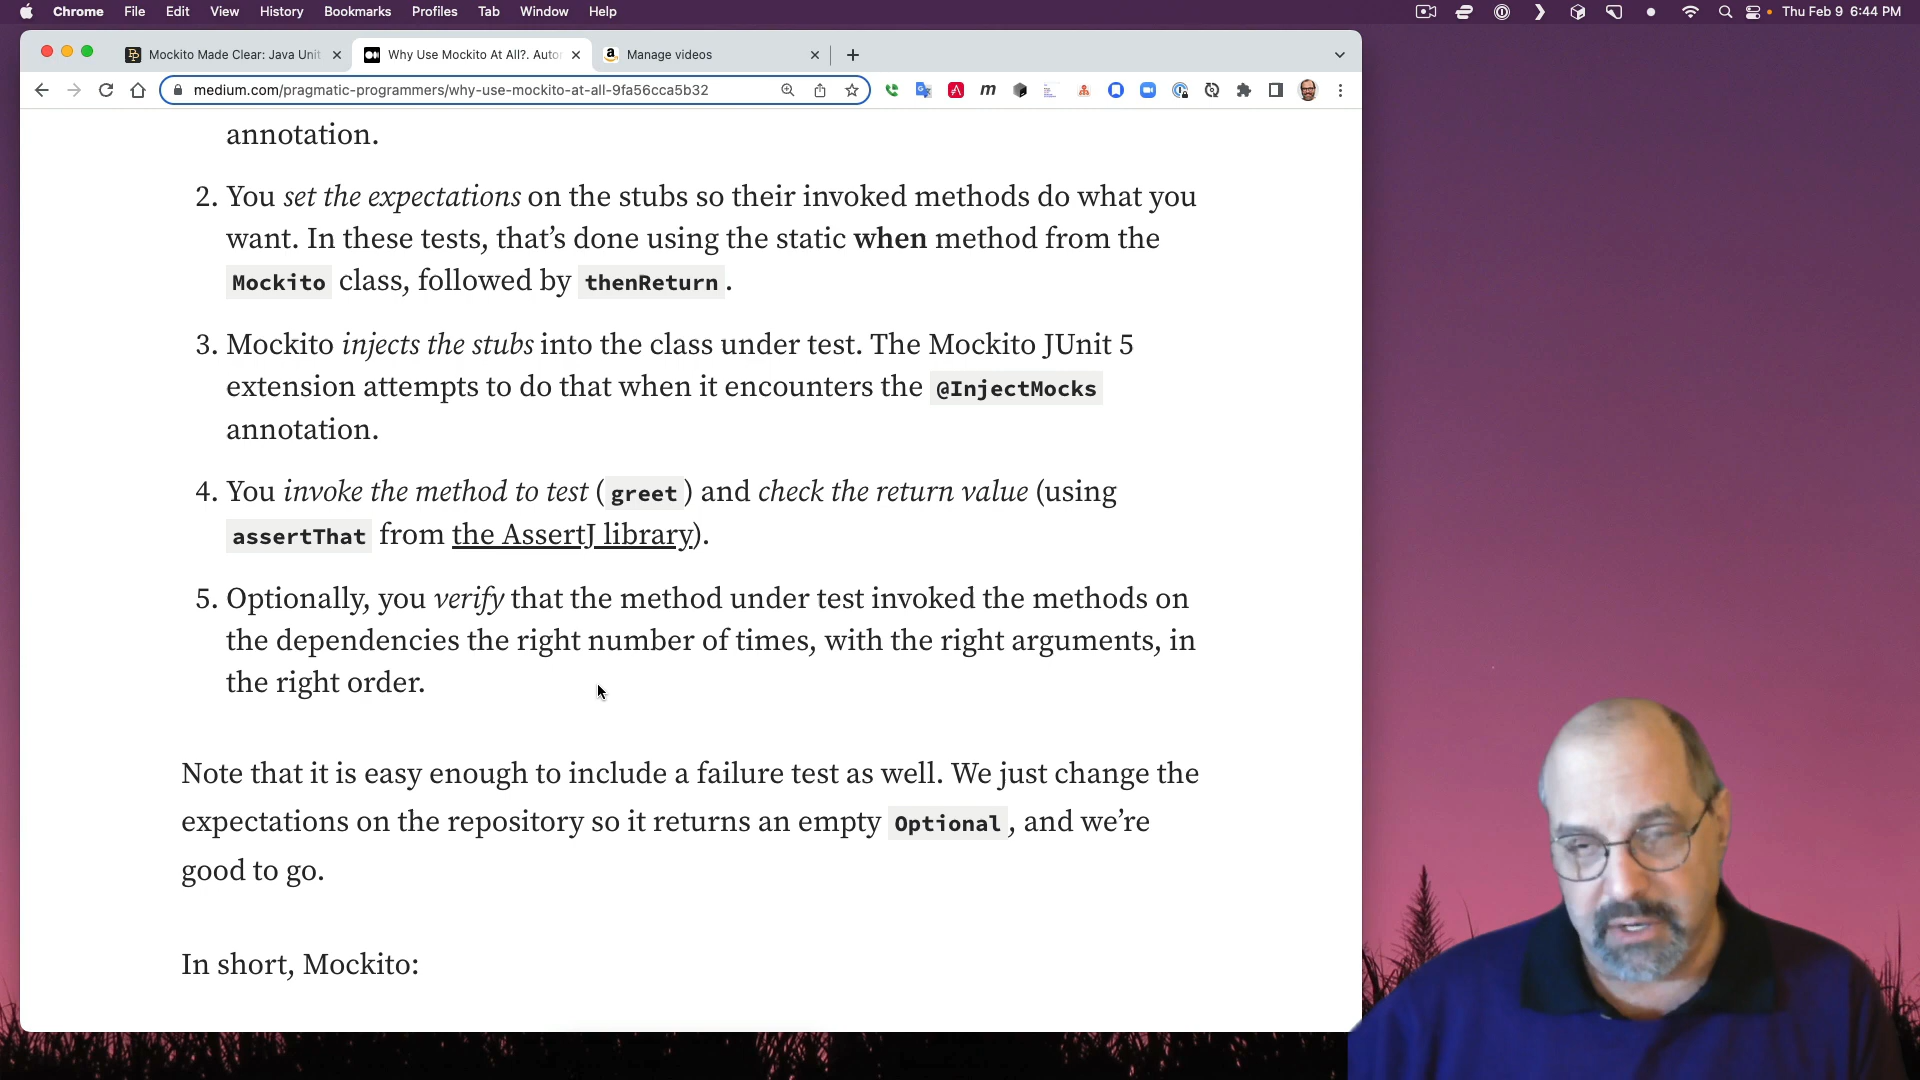 Chrome File Edit View History Bookmarks Profiles Tab Window Help Thu Feb 9 6:44 PM
Mockito Made Clear: Java Unit Why Use Mockito At All?. Auto Manage videos
medium.com/pragmatic-programmers/why-use-mockito-at-all-9fa56cca5b32
annotation.
2. You set the expectations on the stubs so their invoked methods do what you
want. In these tests, that’s done using the static when method from the
Mockito class, followed by thenReturn.
3. Mockito injects the stubs into the class under test. The Mockito JUnit 5
extension attempts to do that when it encounters the @InjectMocks
annotation.
4. You invoke the method to test (greet) and check the return value (using
assertThat from the AssertJ library).
5. Optionally, you verify that the method under test invoked the methods on
the dependencies the right number of times, with the right arguments, in
the right order.
Note that it is easy enough to include a failure test as well. We just change the
expectations on the repository so it returns an empty Optional, and we’re
good to go.
In short, Mockito: